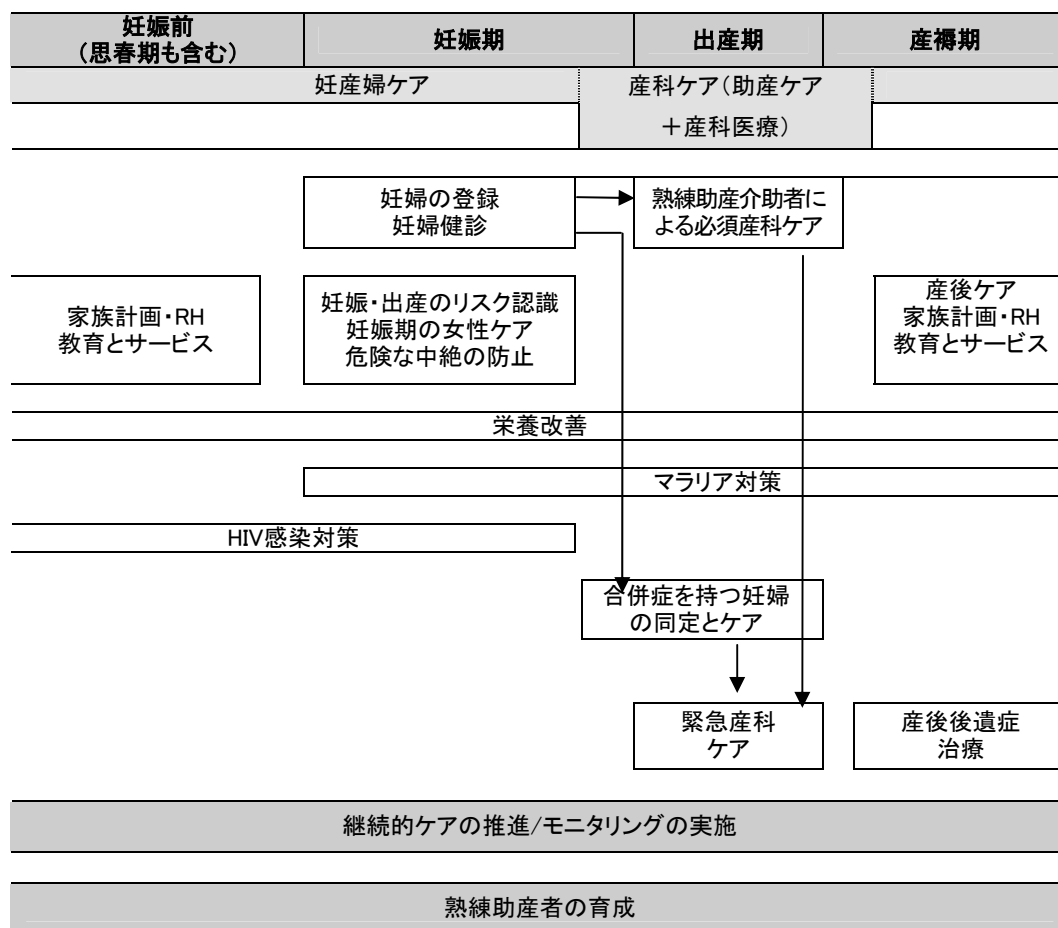 妊娠前
(思春期も含む)
妊娠期
出産期
産褥期
妊産婦ケア
産科ケア(助産ケア
+産科医療)
妊婦の登録
妊婦健診
熟練助産介助者に
よる必須産科ケア
家族計画・RH
教育とサービス
妊娠・出産のリスク認識
妊娠期の女性ケア
危険な中絶の防止
産後ケア
家族計画・RH
教育とサービス
栄養改善
マラリア対策
HIV感染対策
合併症を持つ妊婦
の同定とケア
緊急産科
ケア
産後後遺症
治療
継続的ケアの推進/モニタリングの実施
熟練助産者の育成